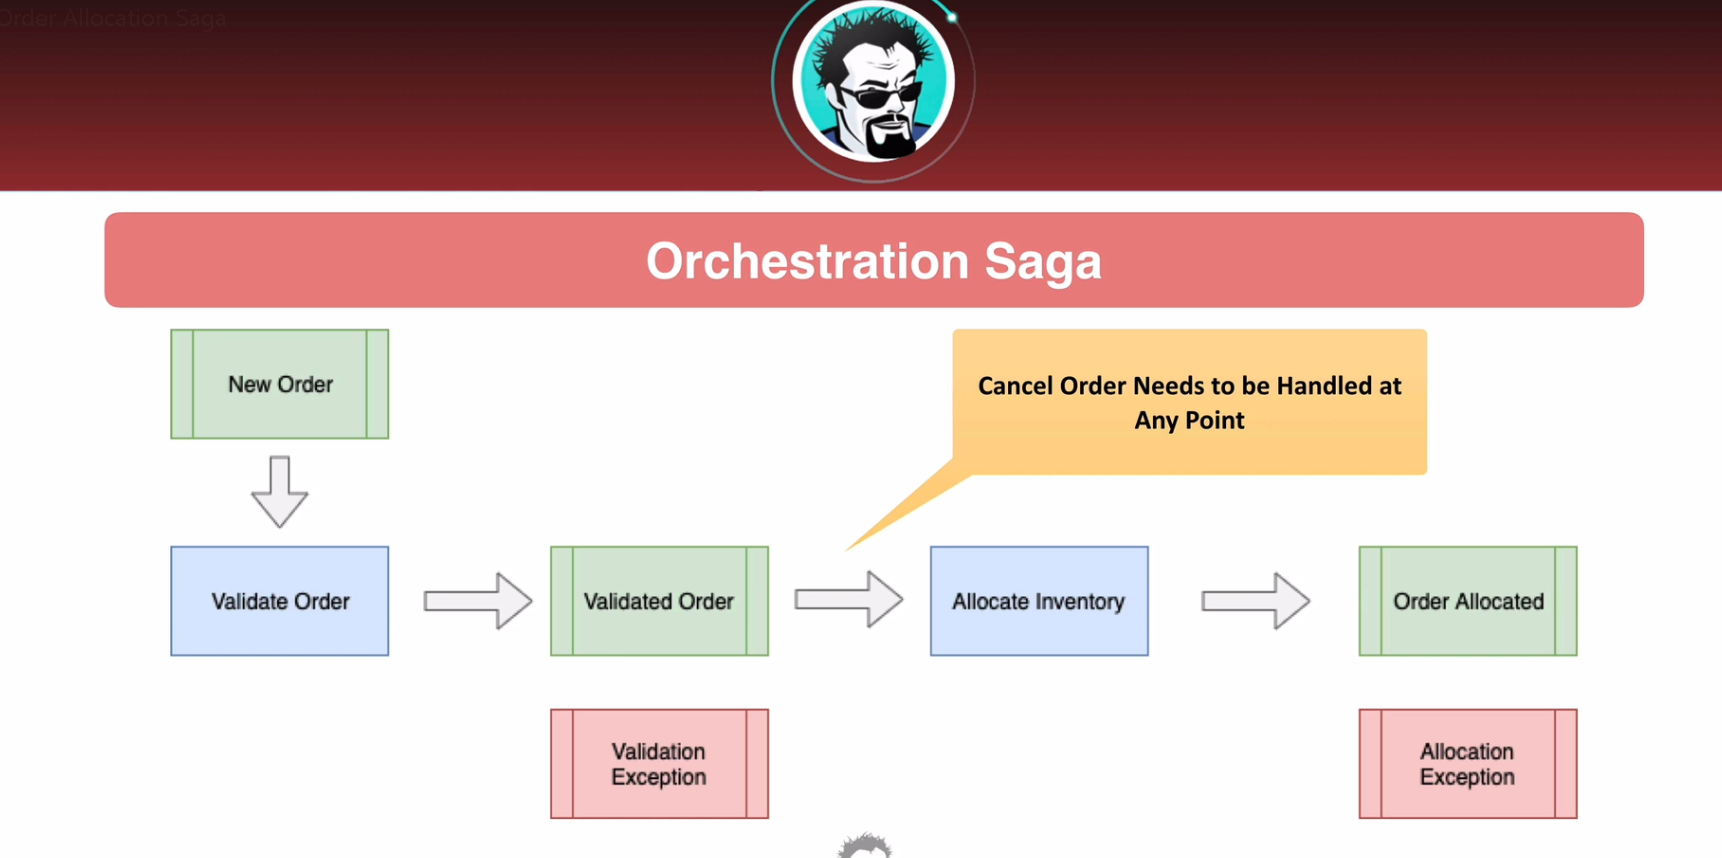 Order Allocation Saga
Orchestration Saga
New Order
Cancel Order Needs to be Handled at
Any Point
Validate Order
Validated Order
Allocate Inventory
Order Allocated
Validation
Exception
Allocation
Exception